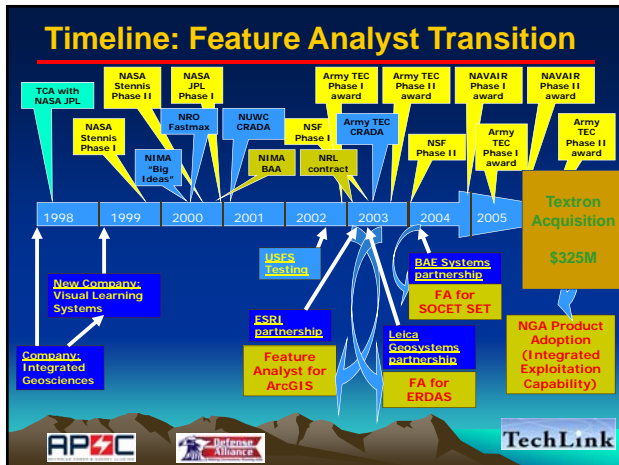 Timeline: Feature Analyst Transition
TCA with
NASA JPL
NASA
Stennis
Phase I
NASA
Stennis
Phase II
NIMA
"Big
Ideas"
NRO
Fastmax
NASA
JPL
Phase I
NUWC
CRADA
NIMA
BAA
NSF
Phase I
Army TEC
Phase I
award
NRL
contract
Army TEC
CRADA
Army TEC
Phase II
award
NSF
Phase II
NAVAIR
Phase I
award
Army
TEC
Phase I
award
NAVAIR
Phase II
award
Army
TEC
Phase II
award
1998
1999
2000
2001
2002
2003
2004
2005
Textron
Acquisition
$325M
New Company:
Visual Learning
Systems
Company:
Integrated
Geosciences
USFS
Testing
ESRI
partnership
Feature
Analyst for
ArcGIS
BAE Systems
partnership
FA for
SOCET SET
Leica
Geosystems
partnership
FA for
ERDAS
NGA Product
Adoption
(Integrated
Exploitation
Capability)
Defense
Alliance
TechLink